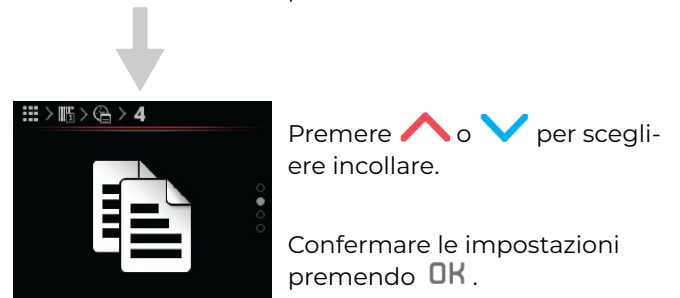 > > > 4
Premere o per scegli-
ere incollare.
Confermare le impostazioni
premendo OK .